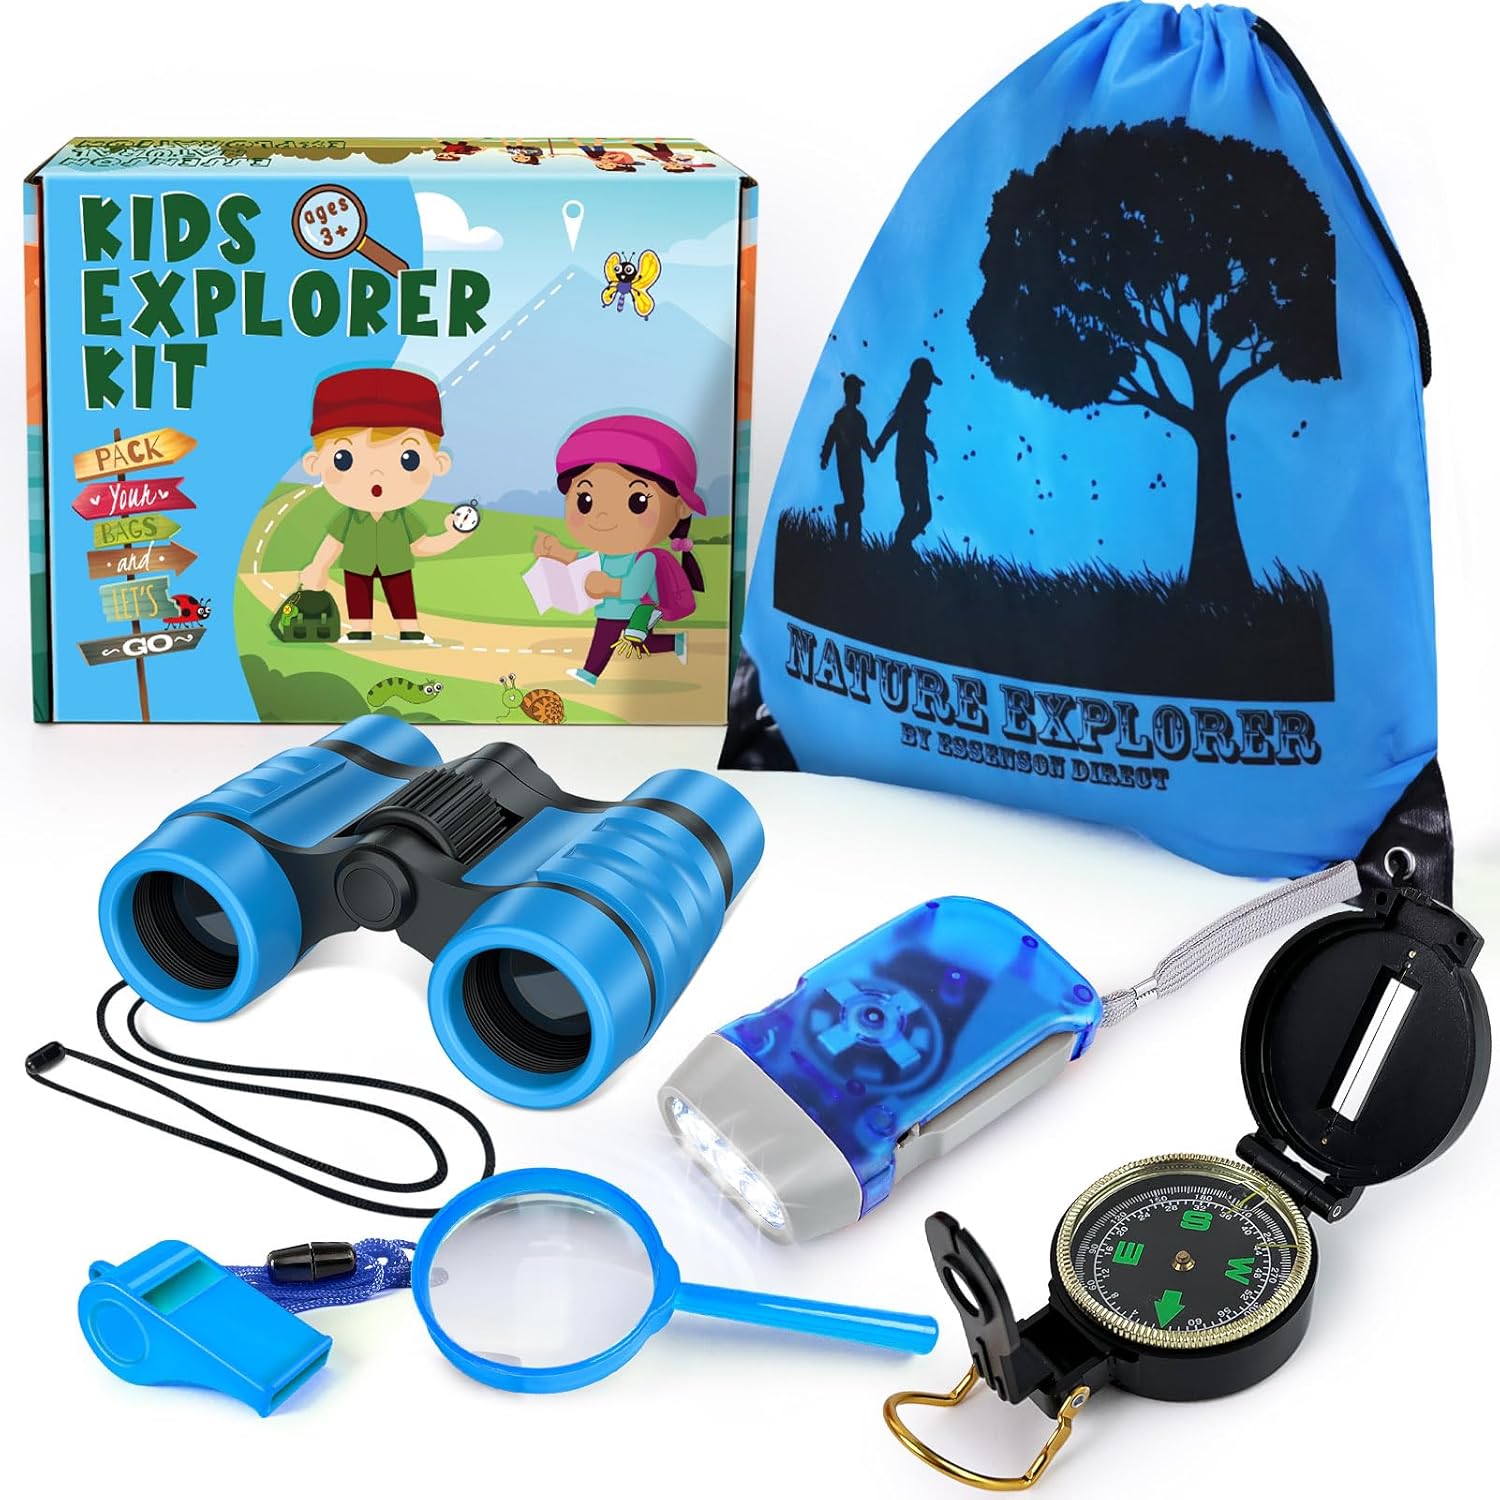 KIDS
EXPLORER
KIT
ages
3+
PACK
Your
BAGS
and
LET'S
GO
NATURE EXPLORER
BY ESSENSON DIRECT
S
E
W